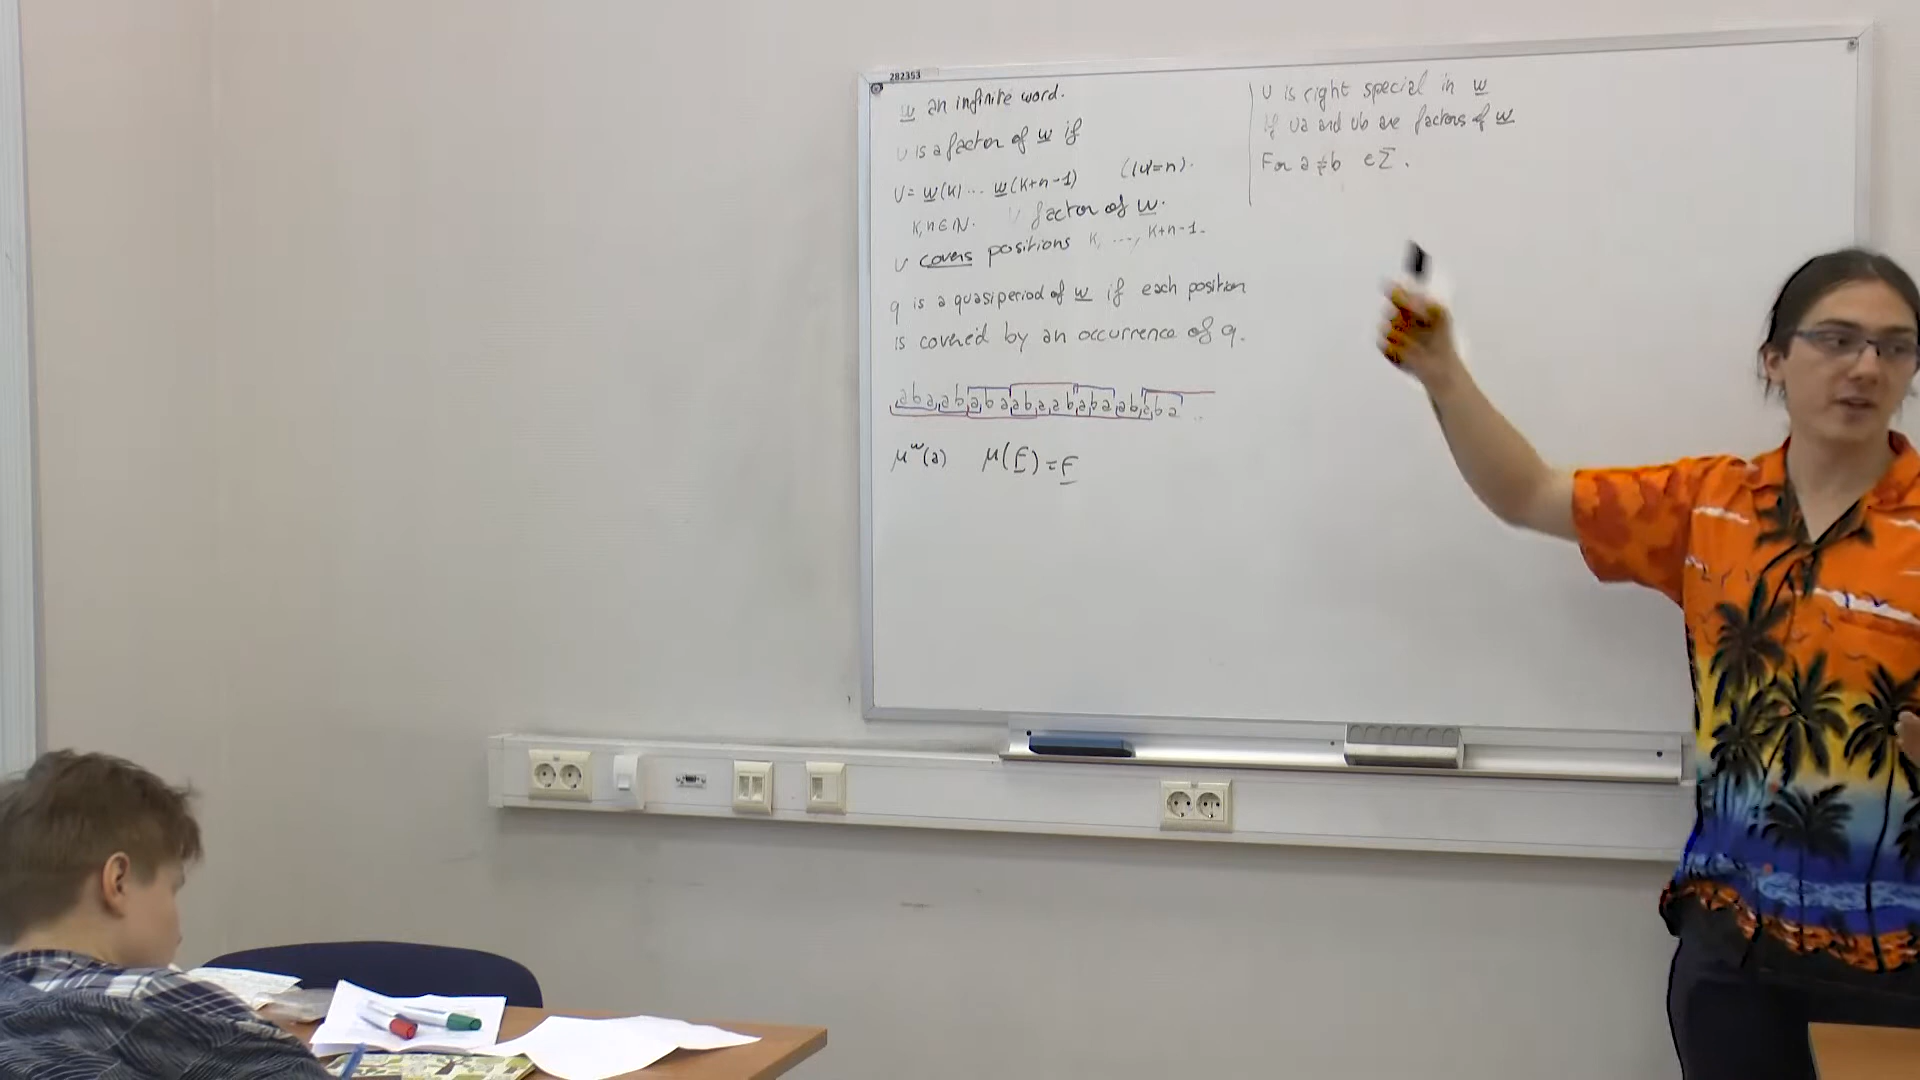 282353
w an infinite word.
U is a factor of w if
U = w(k) ... w(k+n-1) (|u|=n).
k, n ∈ ℕ. U factor of w.
U covers positions k, ..., k+n-1.
q is a quasiperiod of w if each position
is covered by an occurrence of q.
abaababaabaababaababa ..
μ^ω(a) μ(F) = F
U is right special in w
if Ua and Ub are factors of w
For a ≠ b ∈ Σ.